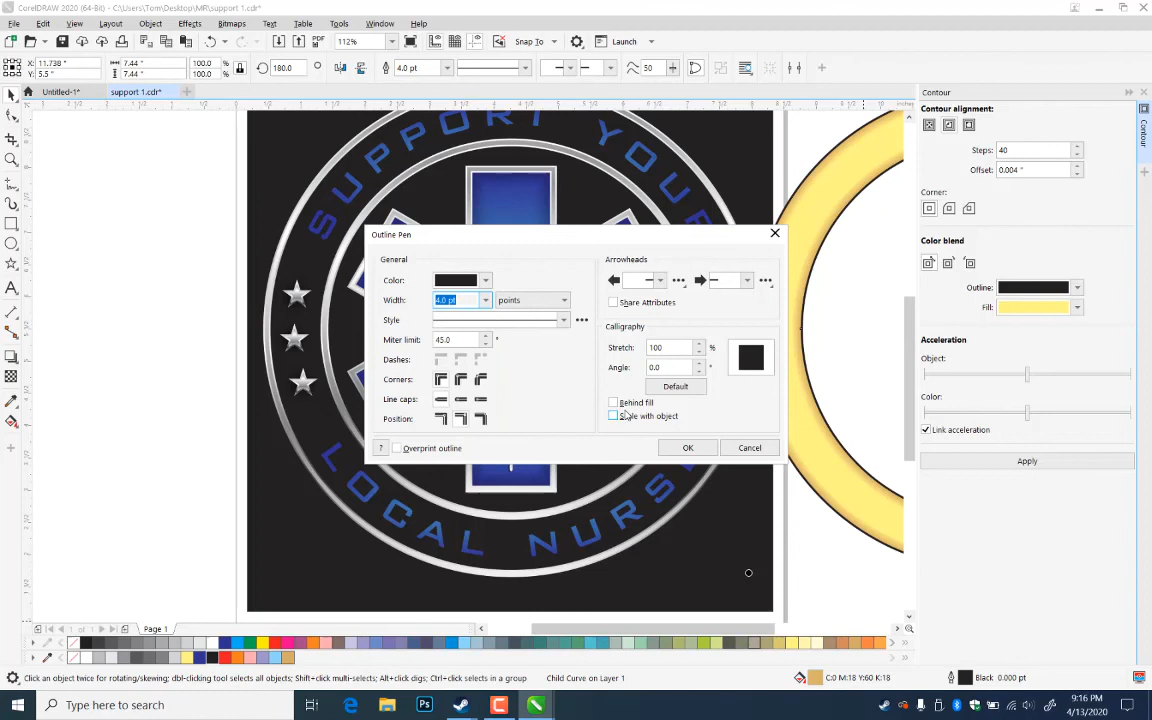 CorelDRAW 2020 (64-Bit) - C:\Users\Tom\Desktop\MR\support 1.cdr*
File Edit View Layout Object Effects Bitmaps Text Table Tools Window Help
PDF 112% Snap To Launch
X: 11.738 " 7.44 " 100.0 % 180.0 ° 4.0 pt 50
Y: 5.5 " 7.44 " 100.0 %
Untitled-1* support 1.cdr*
inches
SUPPORT YOUR
LOCAL NURSE
Outline Pen
General
Color:
Width: 4.0 pt points
Style
Miter limit: 45.0 °
Dashes:
Corners:
Line caps:
Position:
? Overprint outline
Arrowheads
Share Attributes
Calligraphy
Stretch: 100 %
Angle: 0.0 °
Default
Behind fill
Scale with object
OK Cancel
Contour
Contour alignment:
Steps: 40
Offset: 0.004 "
Corner:
Color blend
Outline:
Fill:
Acceleration
Object:
Color:
Link acceleration
Apply
Contour
1 of 1 Page 1
Click an object twice for rotating/skewing; dbl-clicking tool selects all objects; Shift+click multi-selects; Alt+click digs; Ctrl+click selects in a group Child Curve on Layer 1 C:0 M:18 Y:60 K:18 Black 0.000 pt
Type here to search
Ps
9:16 PM
4/13/2020